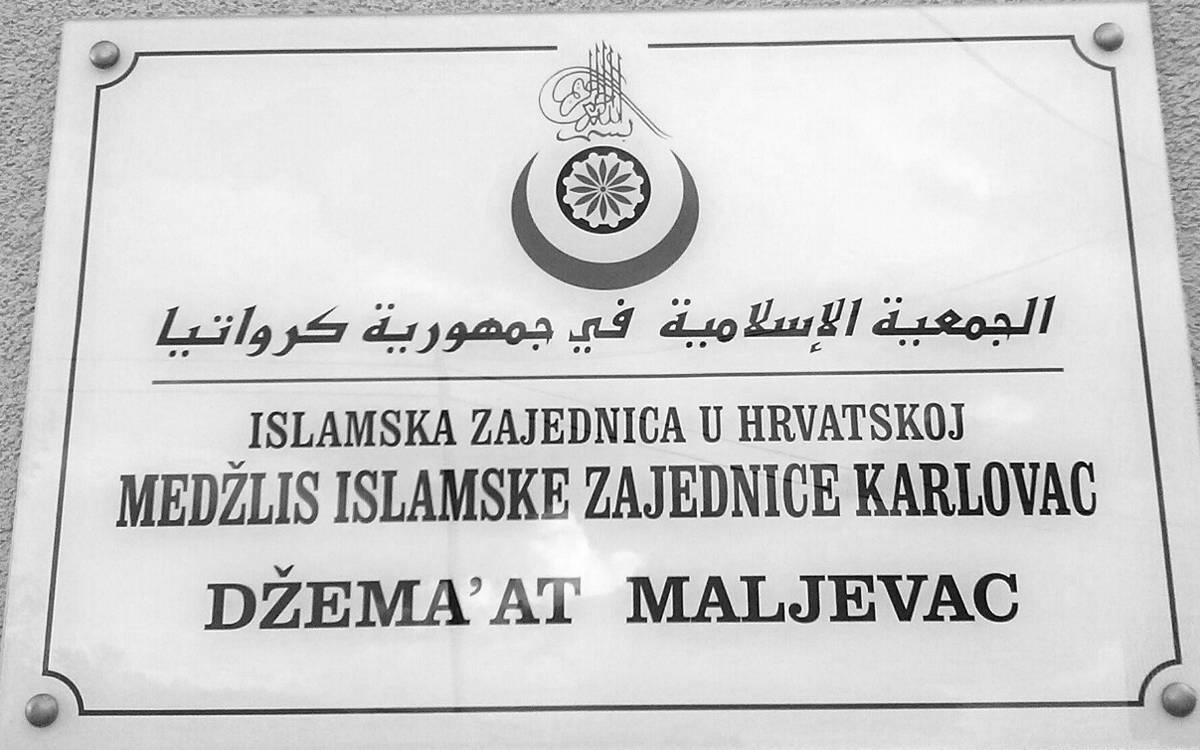 الجمعية الإسلامية في جمهورية كرواتيا
ISLAMSKA ZAJEDNICA U HRVATSKOJ
MEDŽLIS ISLAMSKE ZAJEDNICE KARLOVAC
DŽEMA'AT MALJEVAC